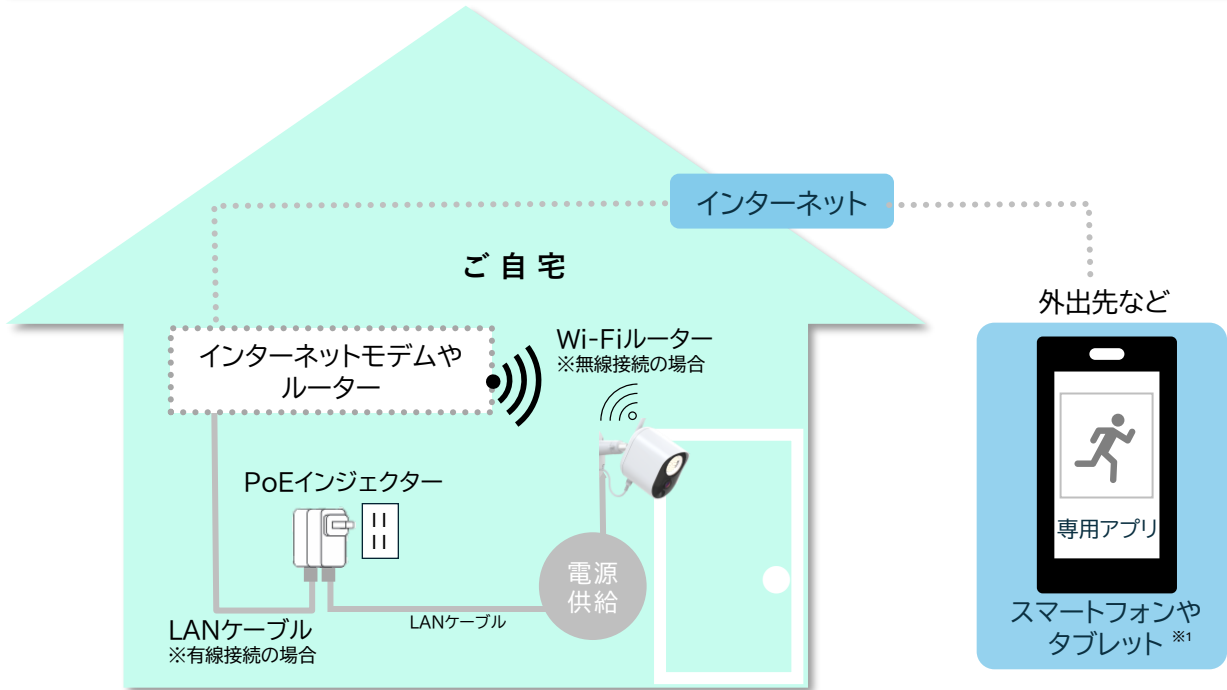 インターネット
ご自宅
外出先など
インターネットモデムや
ルーター
Wi-Fiルーター
※無線接続の場合
PoEインジェクター
専用アプリ
電源
供給
LANケーブル
※有線接続の場合
LANケーブル
スマートフォンや
タブレット ※1